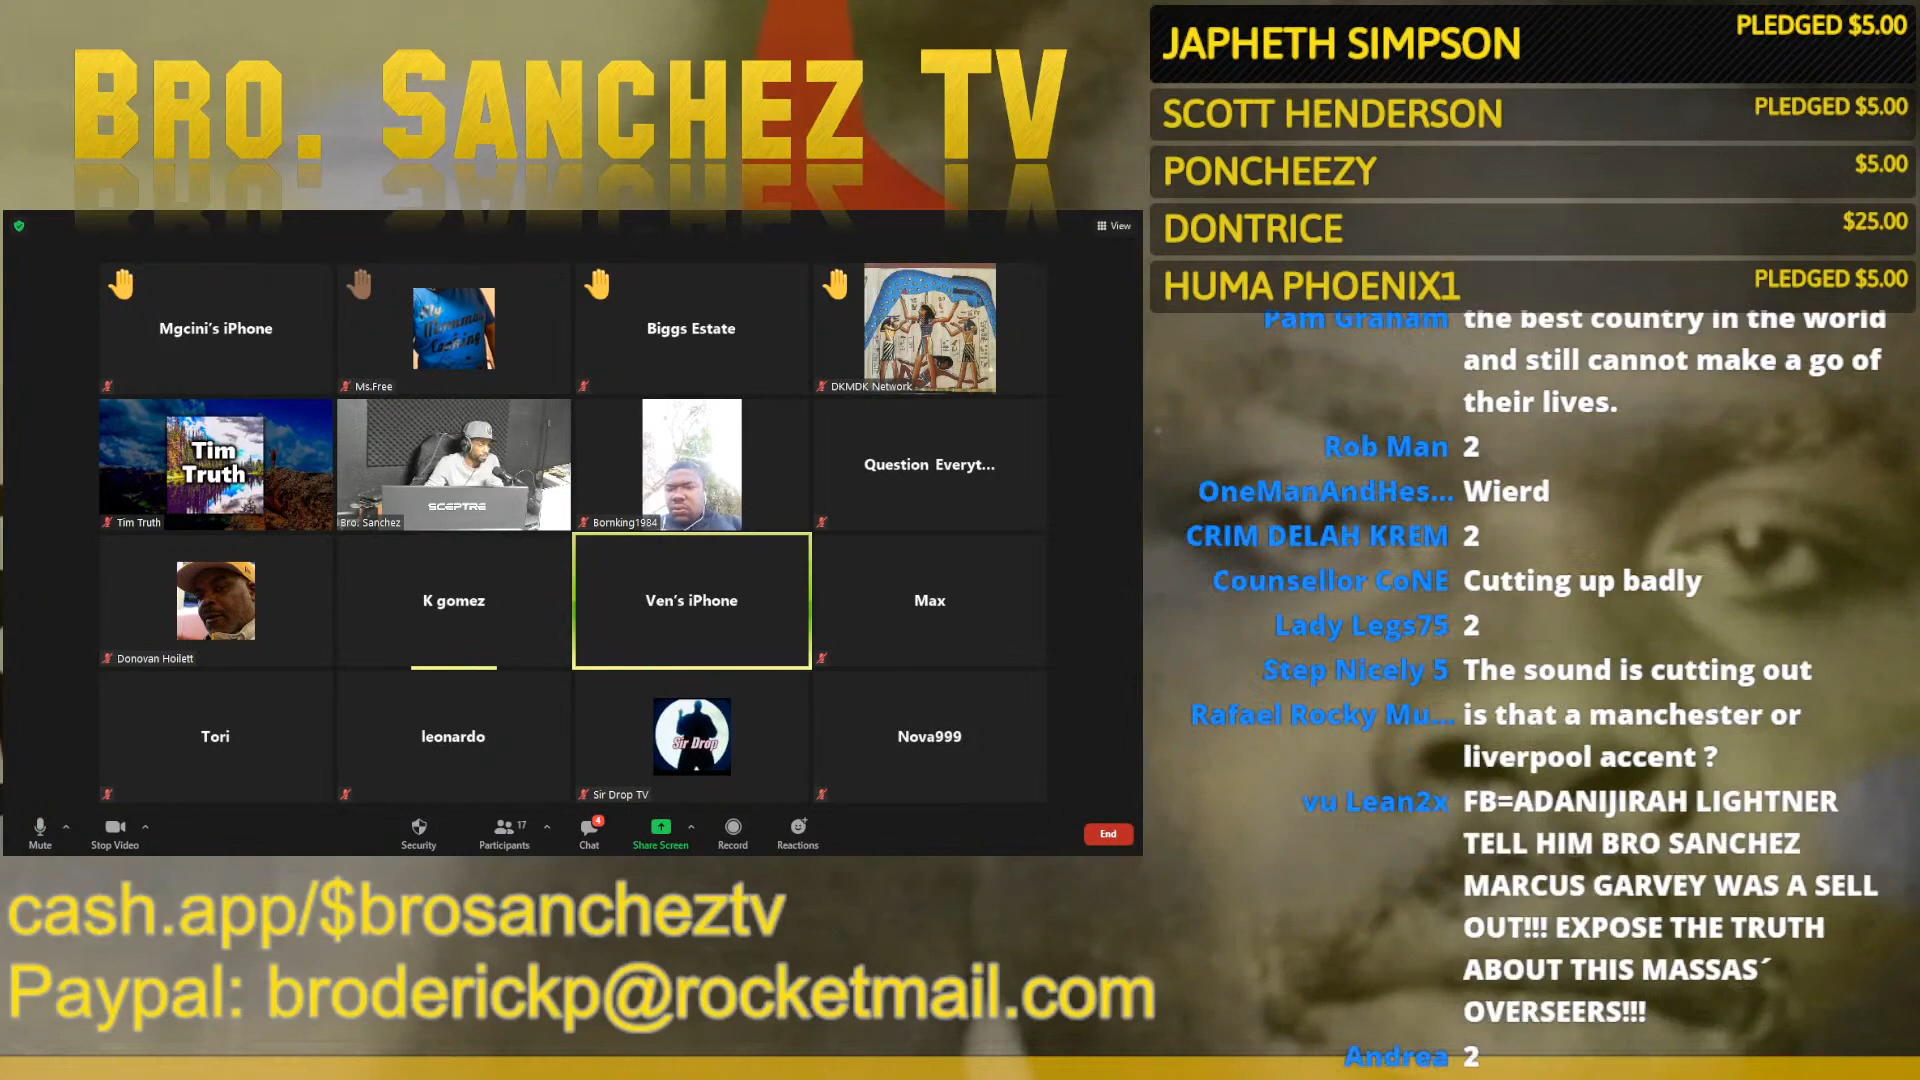 BRO. SANCHEZ TV
View
Mgcini's iPhone
Ms.Free
Biggs Estate
DKMDK Network
Tim
Truth
Tim Truth
SCEPTRE
Bro. Sanchez
Bornking1984
Question Everyt...
Donovan Hoilett
K gomez
Ven's iPhone
Max
Tori
leonardo
Sir Drop
Sir Drop TV
Nova999
Mute
Stop Video
Security
17
Participants
4
Chat
Share Screen
Record
Reactions
End
cash.app/$brosancheztv
Paypal: broderickp@rocketmail.com
JAPHETH SIMPSON PLEDGED $5.00
SCOTT HENDERSON PLEDGED $5.00
PONCHEEZY $5.00
DONTRICE $25.00
HUMA PHOENIX1 PLEDGED $5.00
Pam Graham the best country in the world
and still cannot make a go of
their lives.
Rob Man 2
OneManAndHes... Wierd
CRIM DELAH KREM 2
Counsellor CoNE Cutting up badly
Lady Legs75 2
Step Nicely 5 The sound is cutting out
Rafael Rocky Mu... is that a manchester or
liverpool accent ?
vu Lean2x FB=ADANIJIRAH LIGHTNER
TELL HIM BRO SANCHEZ
MARCUS GARVEY WAS A SELL
OUT!!! EXPOSE THE TRUTH
ABOUT THIS MASSAS´
OVERSEERS!!!
Andrea 2